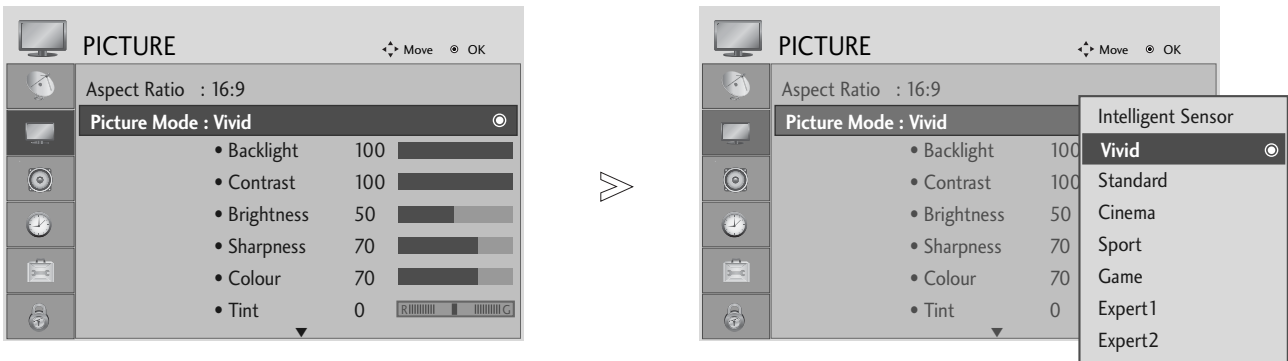 PICTURE Move OK
Aspect Ratio : 16:9
Picture Mode : Vivid
• Backlight 100
• Contrast 100
• Brightness 50
• Sharpness 70
• Colour 70
• Tint 0 R G
PICTURE Move OK
Aspect Ratio : 16:9
Picture Mode : Vivid
• Backlight 100
• Contrast 100
• Brightness 50
• Sharpness 70
• Colour 70
• Tint 0
Intelligent Sensor
Vivid
Standard
Cinema
Sport
Game
Expert1
Expert2